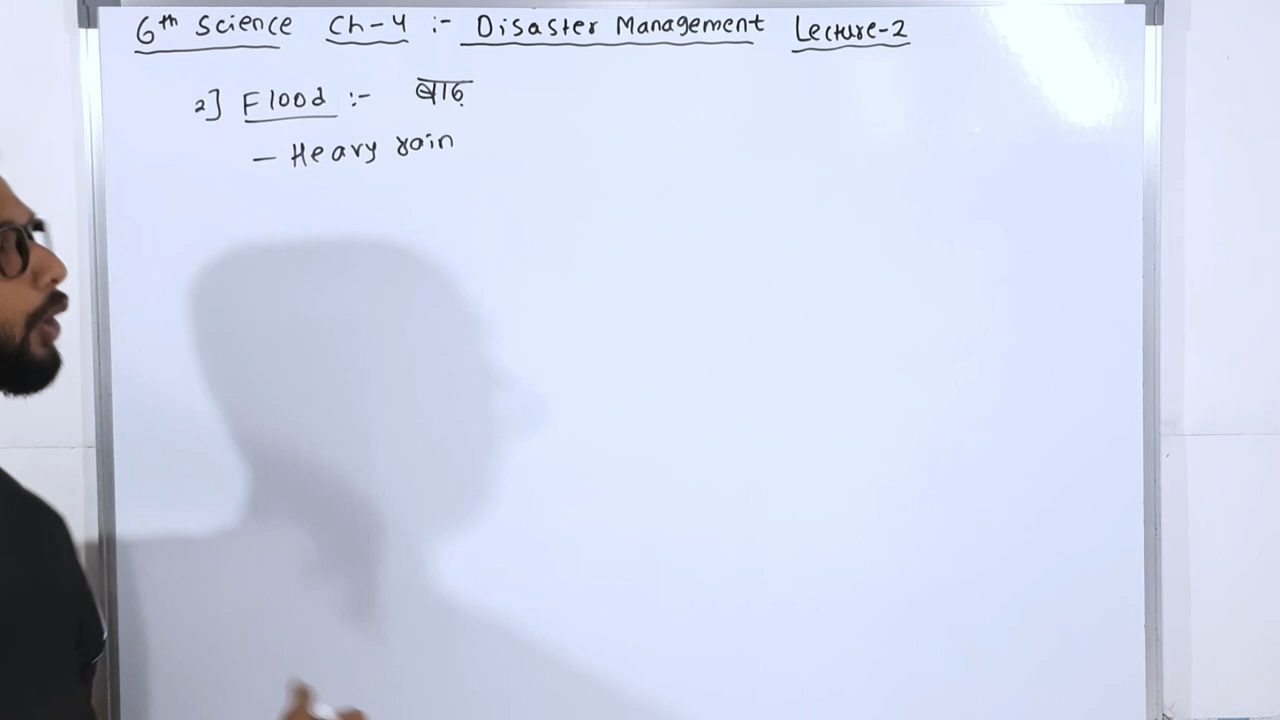 6th Science Ch-4 :- Disaster Management Lecture-2
2] Flood :- बाढ़
- Heavy rain